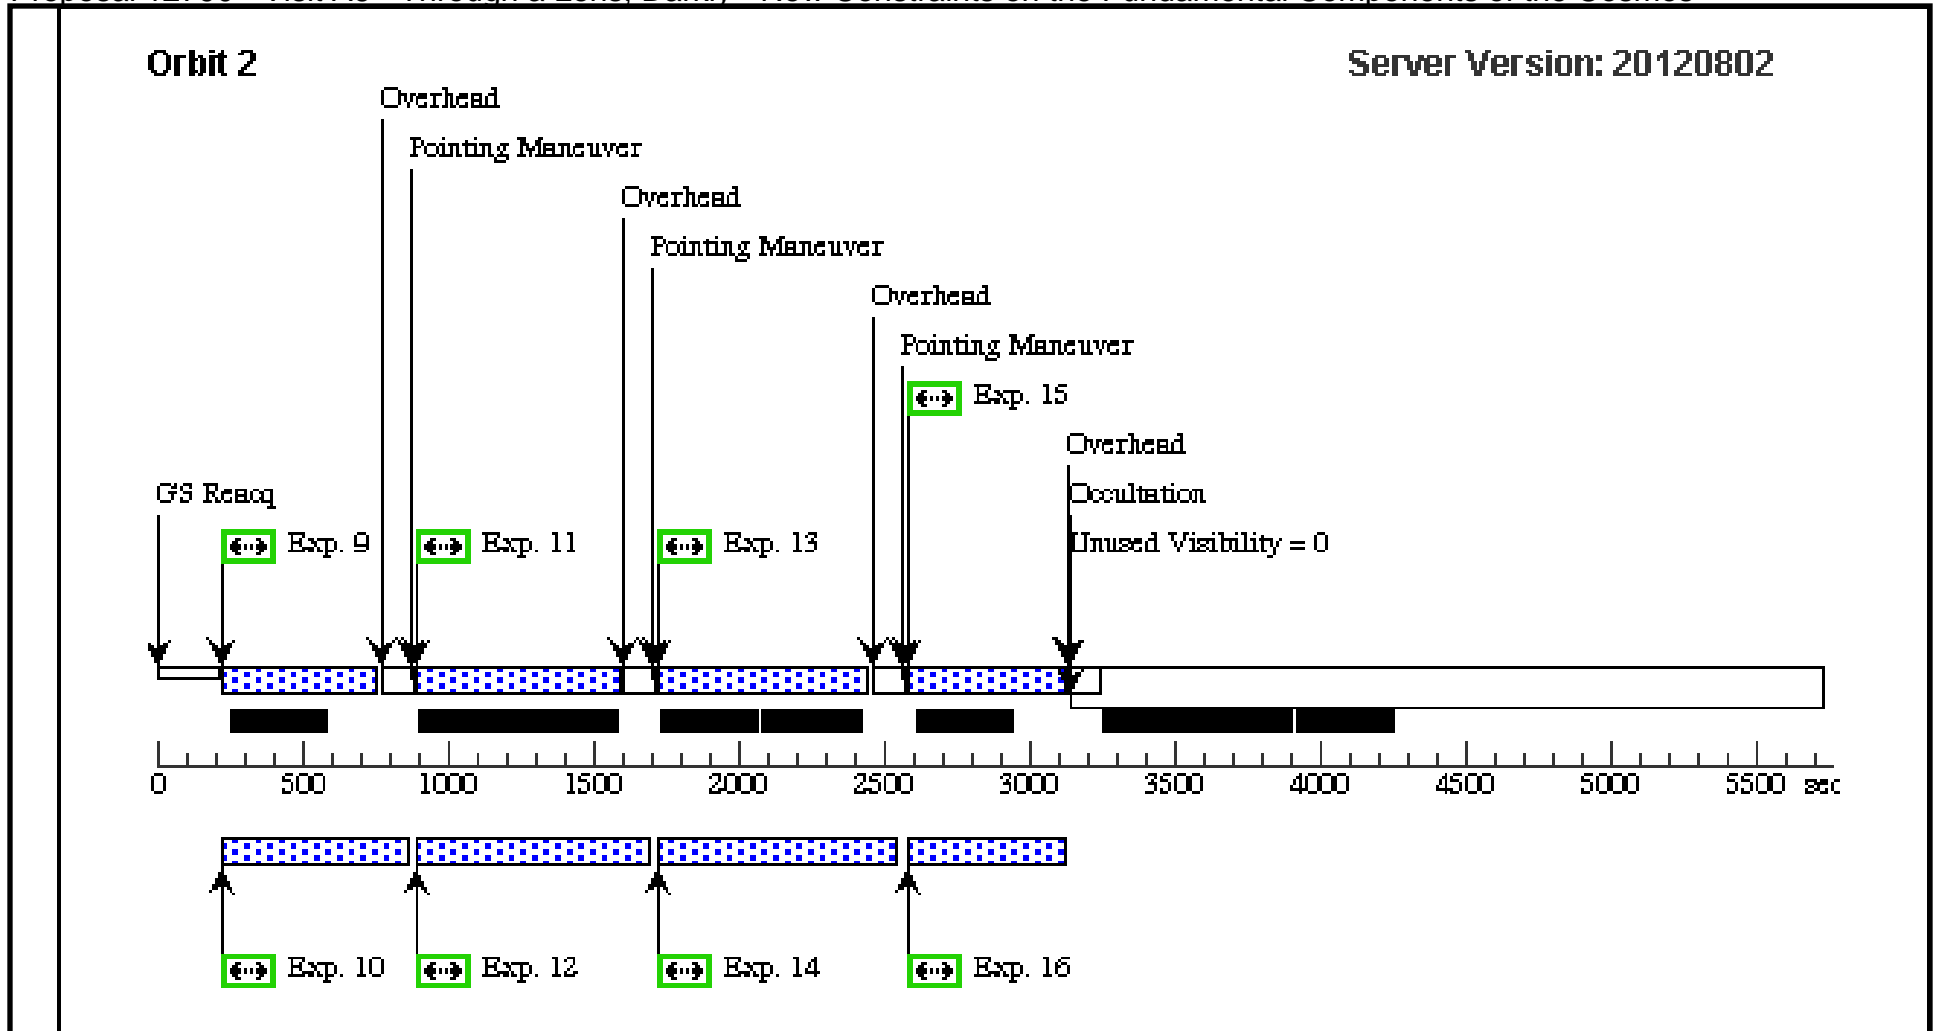 Orbit 2
Server Version: 20120802
Overhead
Pointing Maneuver
Overhead
Pointing Maneuver
Overhead
Pointing Maneuver
Exp. 15
Overhead
GS Reacq
Occultation
Exp. 9
Exp. 11
Exp. 13
Unused Visibility = 0
0 500 1000 1500 2000 2500 3000 3500 4000 4500 5000 5500 sec
Exp. 10
Exp. 12
Exp. 14
Exp. 16